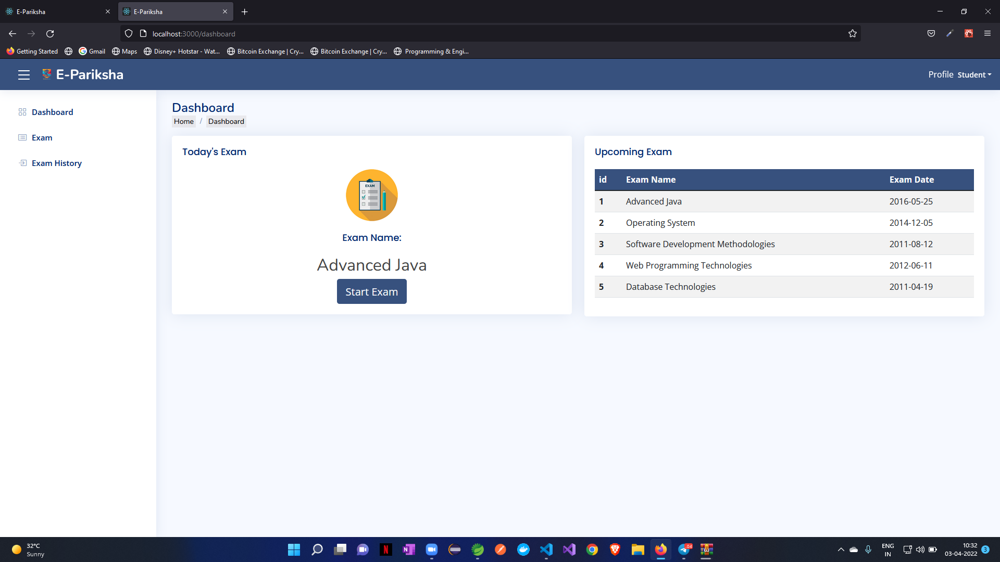 E-Pariksha
E-Pariksha
localhost:3000/dashboard
Getting Started Gmail Maps Disney+ Hotstar - Wat... Bitcoin Exchange | Cry... Bitcoin Exchange | Cry... Programming & Engi...
E-Pariksha
Profile Student
Dashboard
Exam
Exam History
Dashboard
Home / Dashboard
Today's Exam
EXAM
Exam Name:
Advanced Java
Start Exam
Upcoming Exam
id Exam Name Exam Date
1 Advanced Java 2016-05-25
2 Operating System 2014-12-05
3 Software Development Methodologies 2011-08-12
4 Web Programming Technologies 2012-06-11
5 Database Technologies 2011-04-19
32°C
Sunny
N
N
.04
ENG
IN
10:32
03-04-2022
3